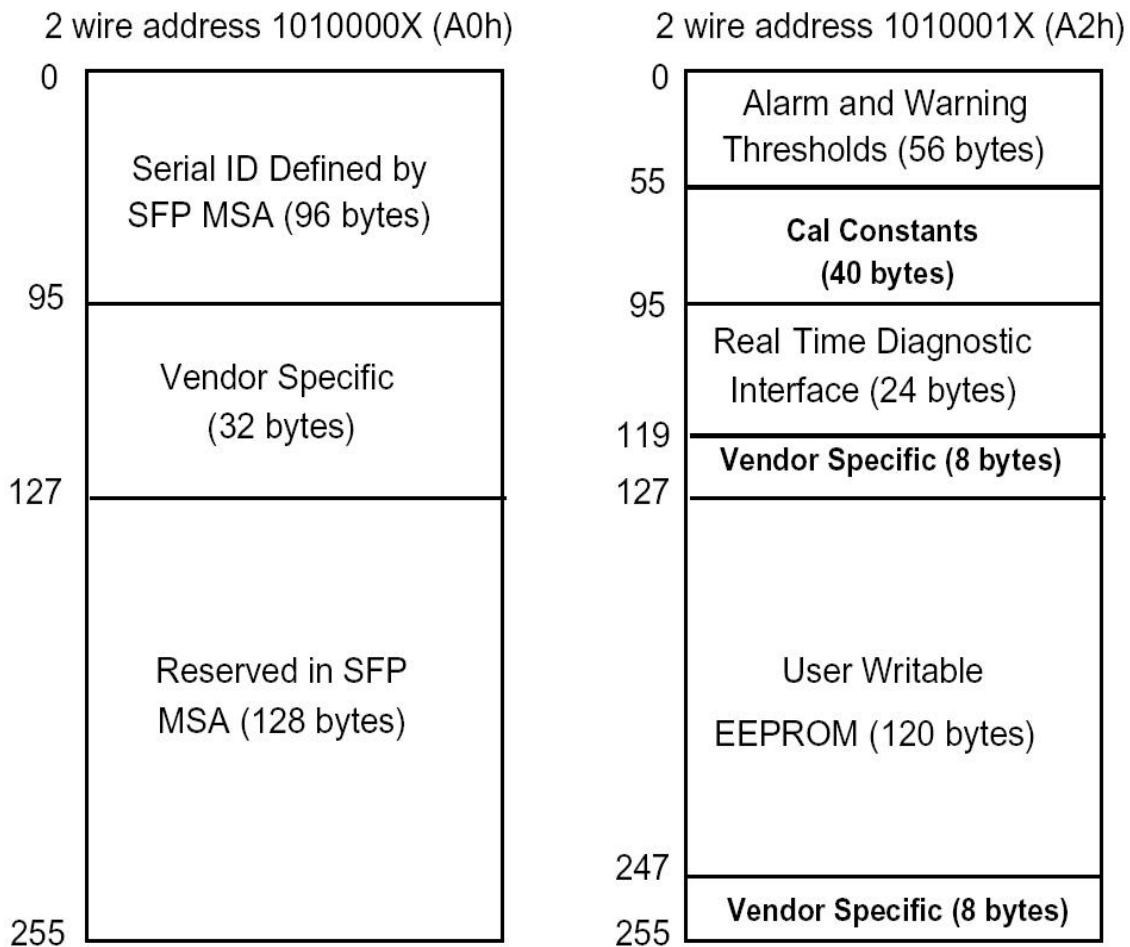 2 wire address 1010000X (A0h)
0
Serial ID Defined by
SFP MSA (96 bytes)
95
Vendor Specific
(32 bytes)
127
Reserved in SFP
MSA (128 bytes)
255
2 wire address 1010001X (A2h)
0
Alarm and Warning
Thresholds (56 bytes)
55
Cal Constants
(40 bytes)
95
Real Time Diagnostic
Interface (24 bytes)
119
Vendor Specific (8 bytes)
127
User Writable
EEPROM (120 bytes)
247
Vendor Specific (8 bytes)
255